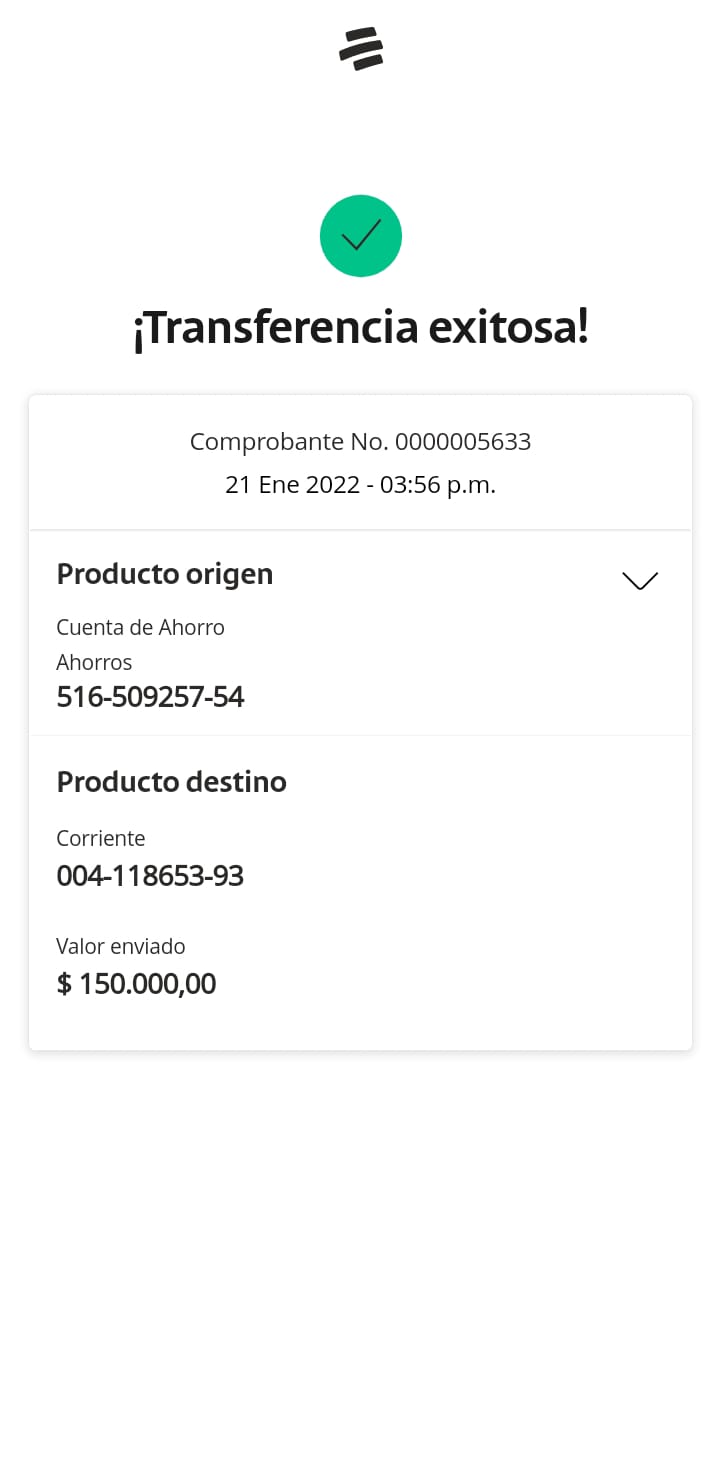 ¡Transferencia exitosa!
Comprobante No. 0000005633
21 Ene 2022 - 03:56 p.m.
Producto origen
Cuenta de Ahorro
Ahorros
516-509257-54
Producto destino
Corriente
004-118653-93
Valor enviado
$ 150.000,00